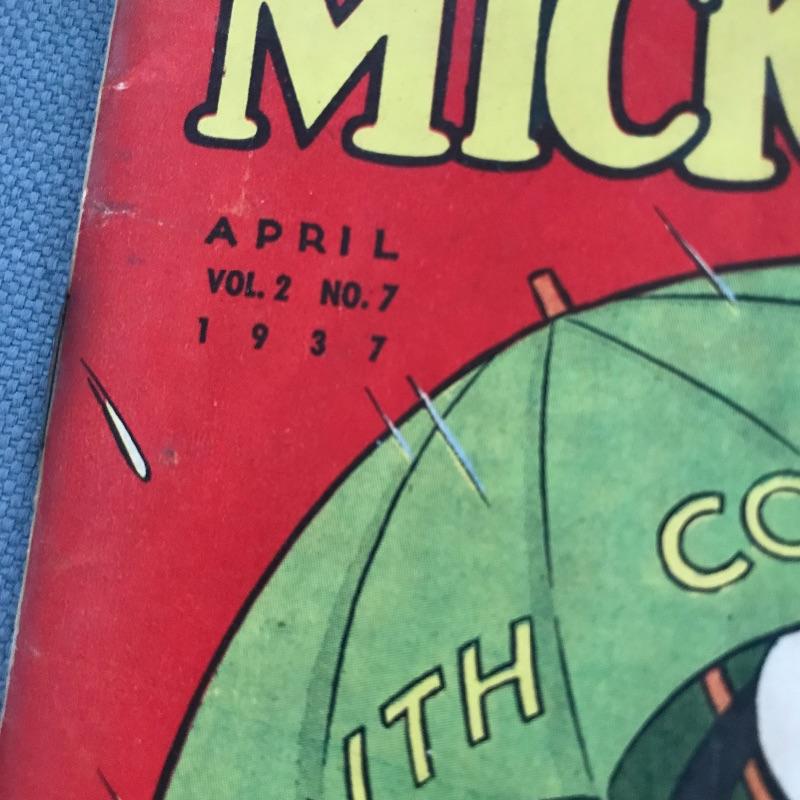 MICK
APRIL
VOL. 2 NO. 7
1937
CO
ITH